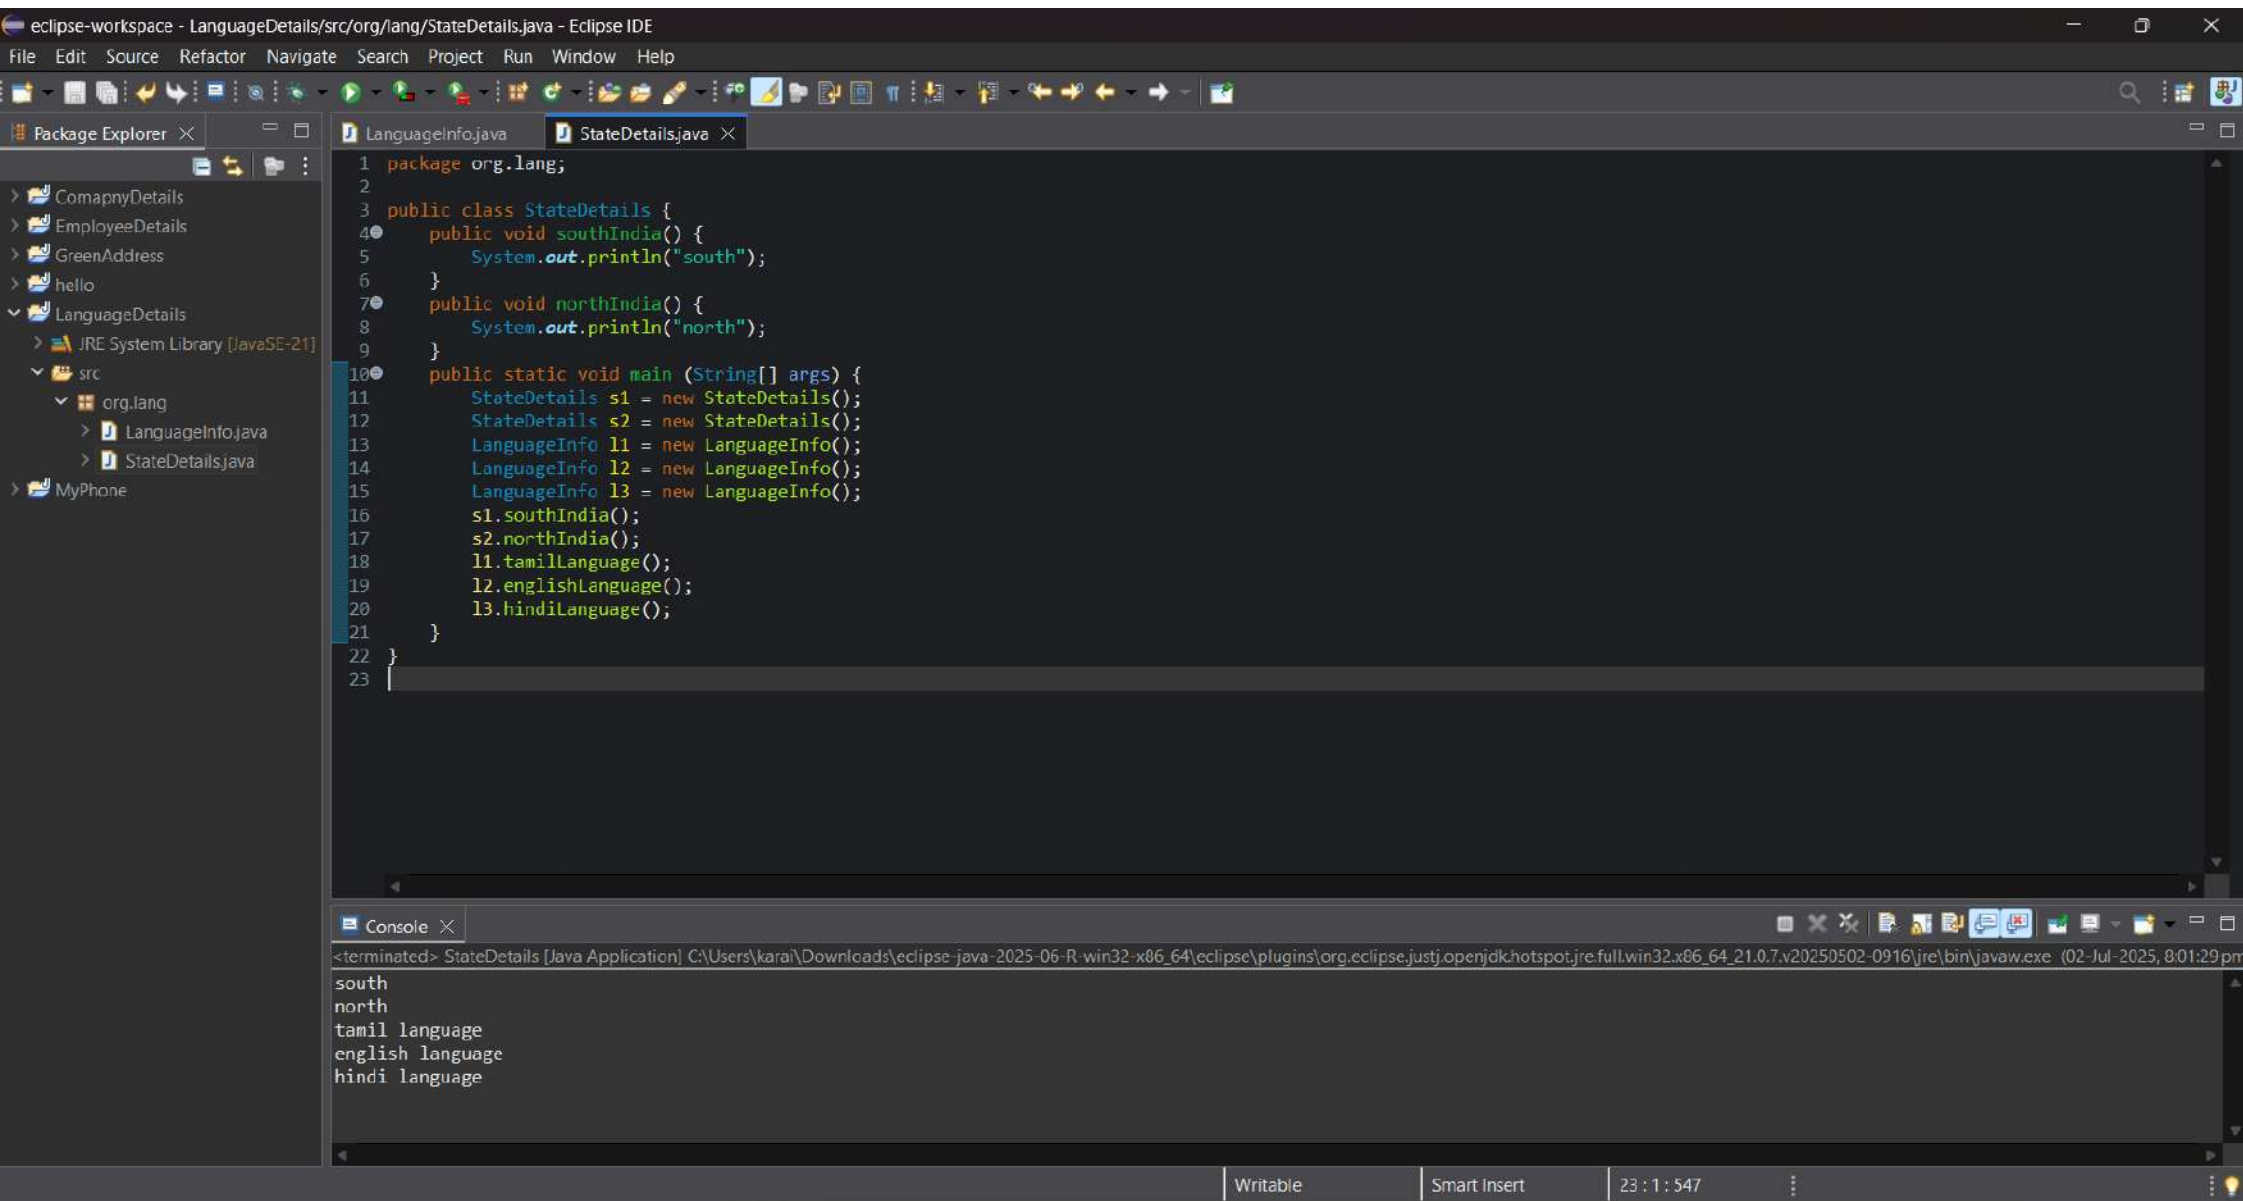 eclipse-workspace - LanguageDetails/src/org/lang/StateDetails.java - Eclipse IDE
File Edit Source Refactor Navigate Search Project Run Window Help
Package Explorer
ComapnyDetails
EmployeeDetails
GreenAddress
hello
LanguageDetails
JRE System Library [JavaSE-21]
src
org.lang
LanguageInfo.java
StateDetails.java
MyPhone
LanguageInfo.java StateDetails.java
1 package org.lang;
2
3 public class StateDetails {
4 public void southIndia() {
5 System.out.println("south");
6 }
7 public void northIndia() {
8 System.out.println("north");
9 }
10 public static void main (String[] args) {
11 StateDetails s1 = new StateDetails();
12 StateDetails s2 = new StateDetails();
13 LanguageInfo l1 = new LanguageInfo();
14 LanguageInfo l2 = new LanguageInfo();
15 LanguageInfo l3 = new LanguageInfo();
16 s1.southIndia();
17 s2.northIndia();
18 l1.tamilLanguage();
19 l2.englishLanguage();
20 l3.hindiLanguage();
21 }
22 }
23
Console
<terminated> StateDetails [Java Application] C:\Users\karai\Downloads\eclipse-java-2025-06-R-win32-x86_64\eclipse\plugins\org.eclipse.justj.openjdk.hotspot.jre.full.win32.x86_64_21.0.7.v20250502-0916\jre\bin\javaw.exe (02-Jul-2025, 8:01:29 pm
south
north
tamil language
english language
hindi language
Writable Smart Insert 23 : 1 : 547